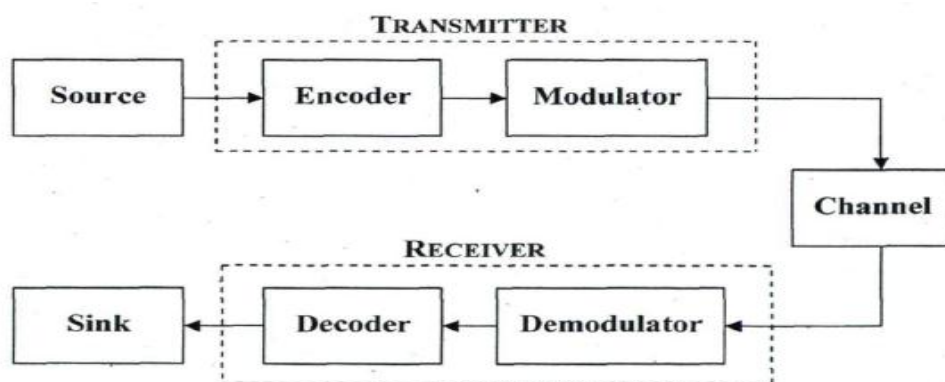 TRANSMITTER
Source
Encoder
Modulator
Channel
RECEIVER
Sink
Decoder
Demodulator